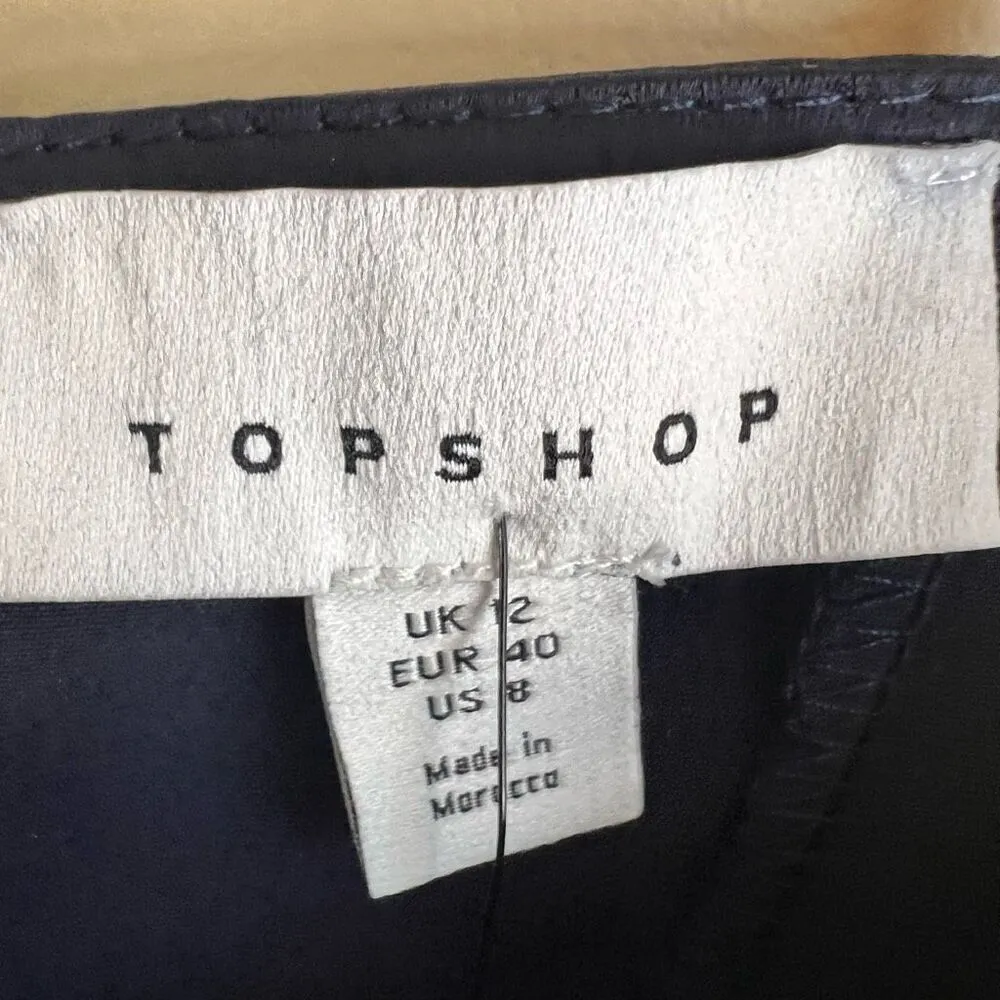 TOPSHOP
UK 12
EUR 40
US 8
Made in
Morocco